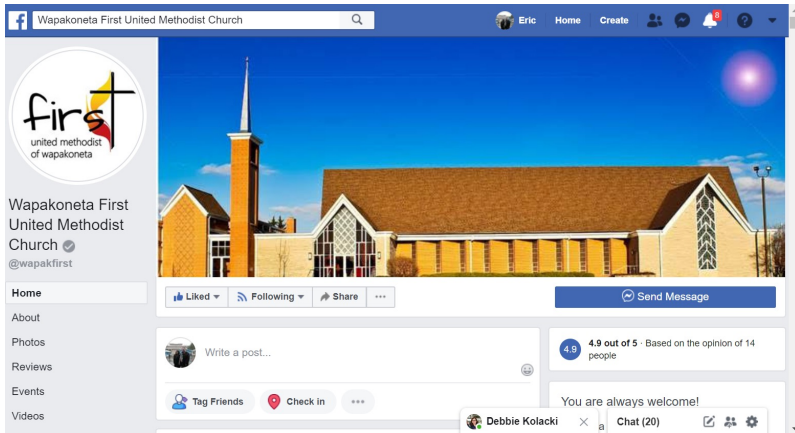 Wapakoneta First United Methodist Church
Eric
Home
Create
8
first
united methodist
of wapakoneta
Wapakoneta First
United Methodist
Church
@wapakfirst
Home
About
Photos
Reviews
Events
Videos
Liked
Following
Share
Send Message
Write a post...
Tag Friends
Check in
4.9
4.9 out of 5 · Based on the opinion of 14
people
You are always welcome!
a
Debbie Kolacki
Chat (20)